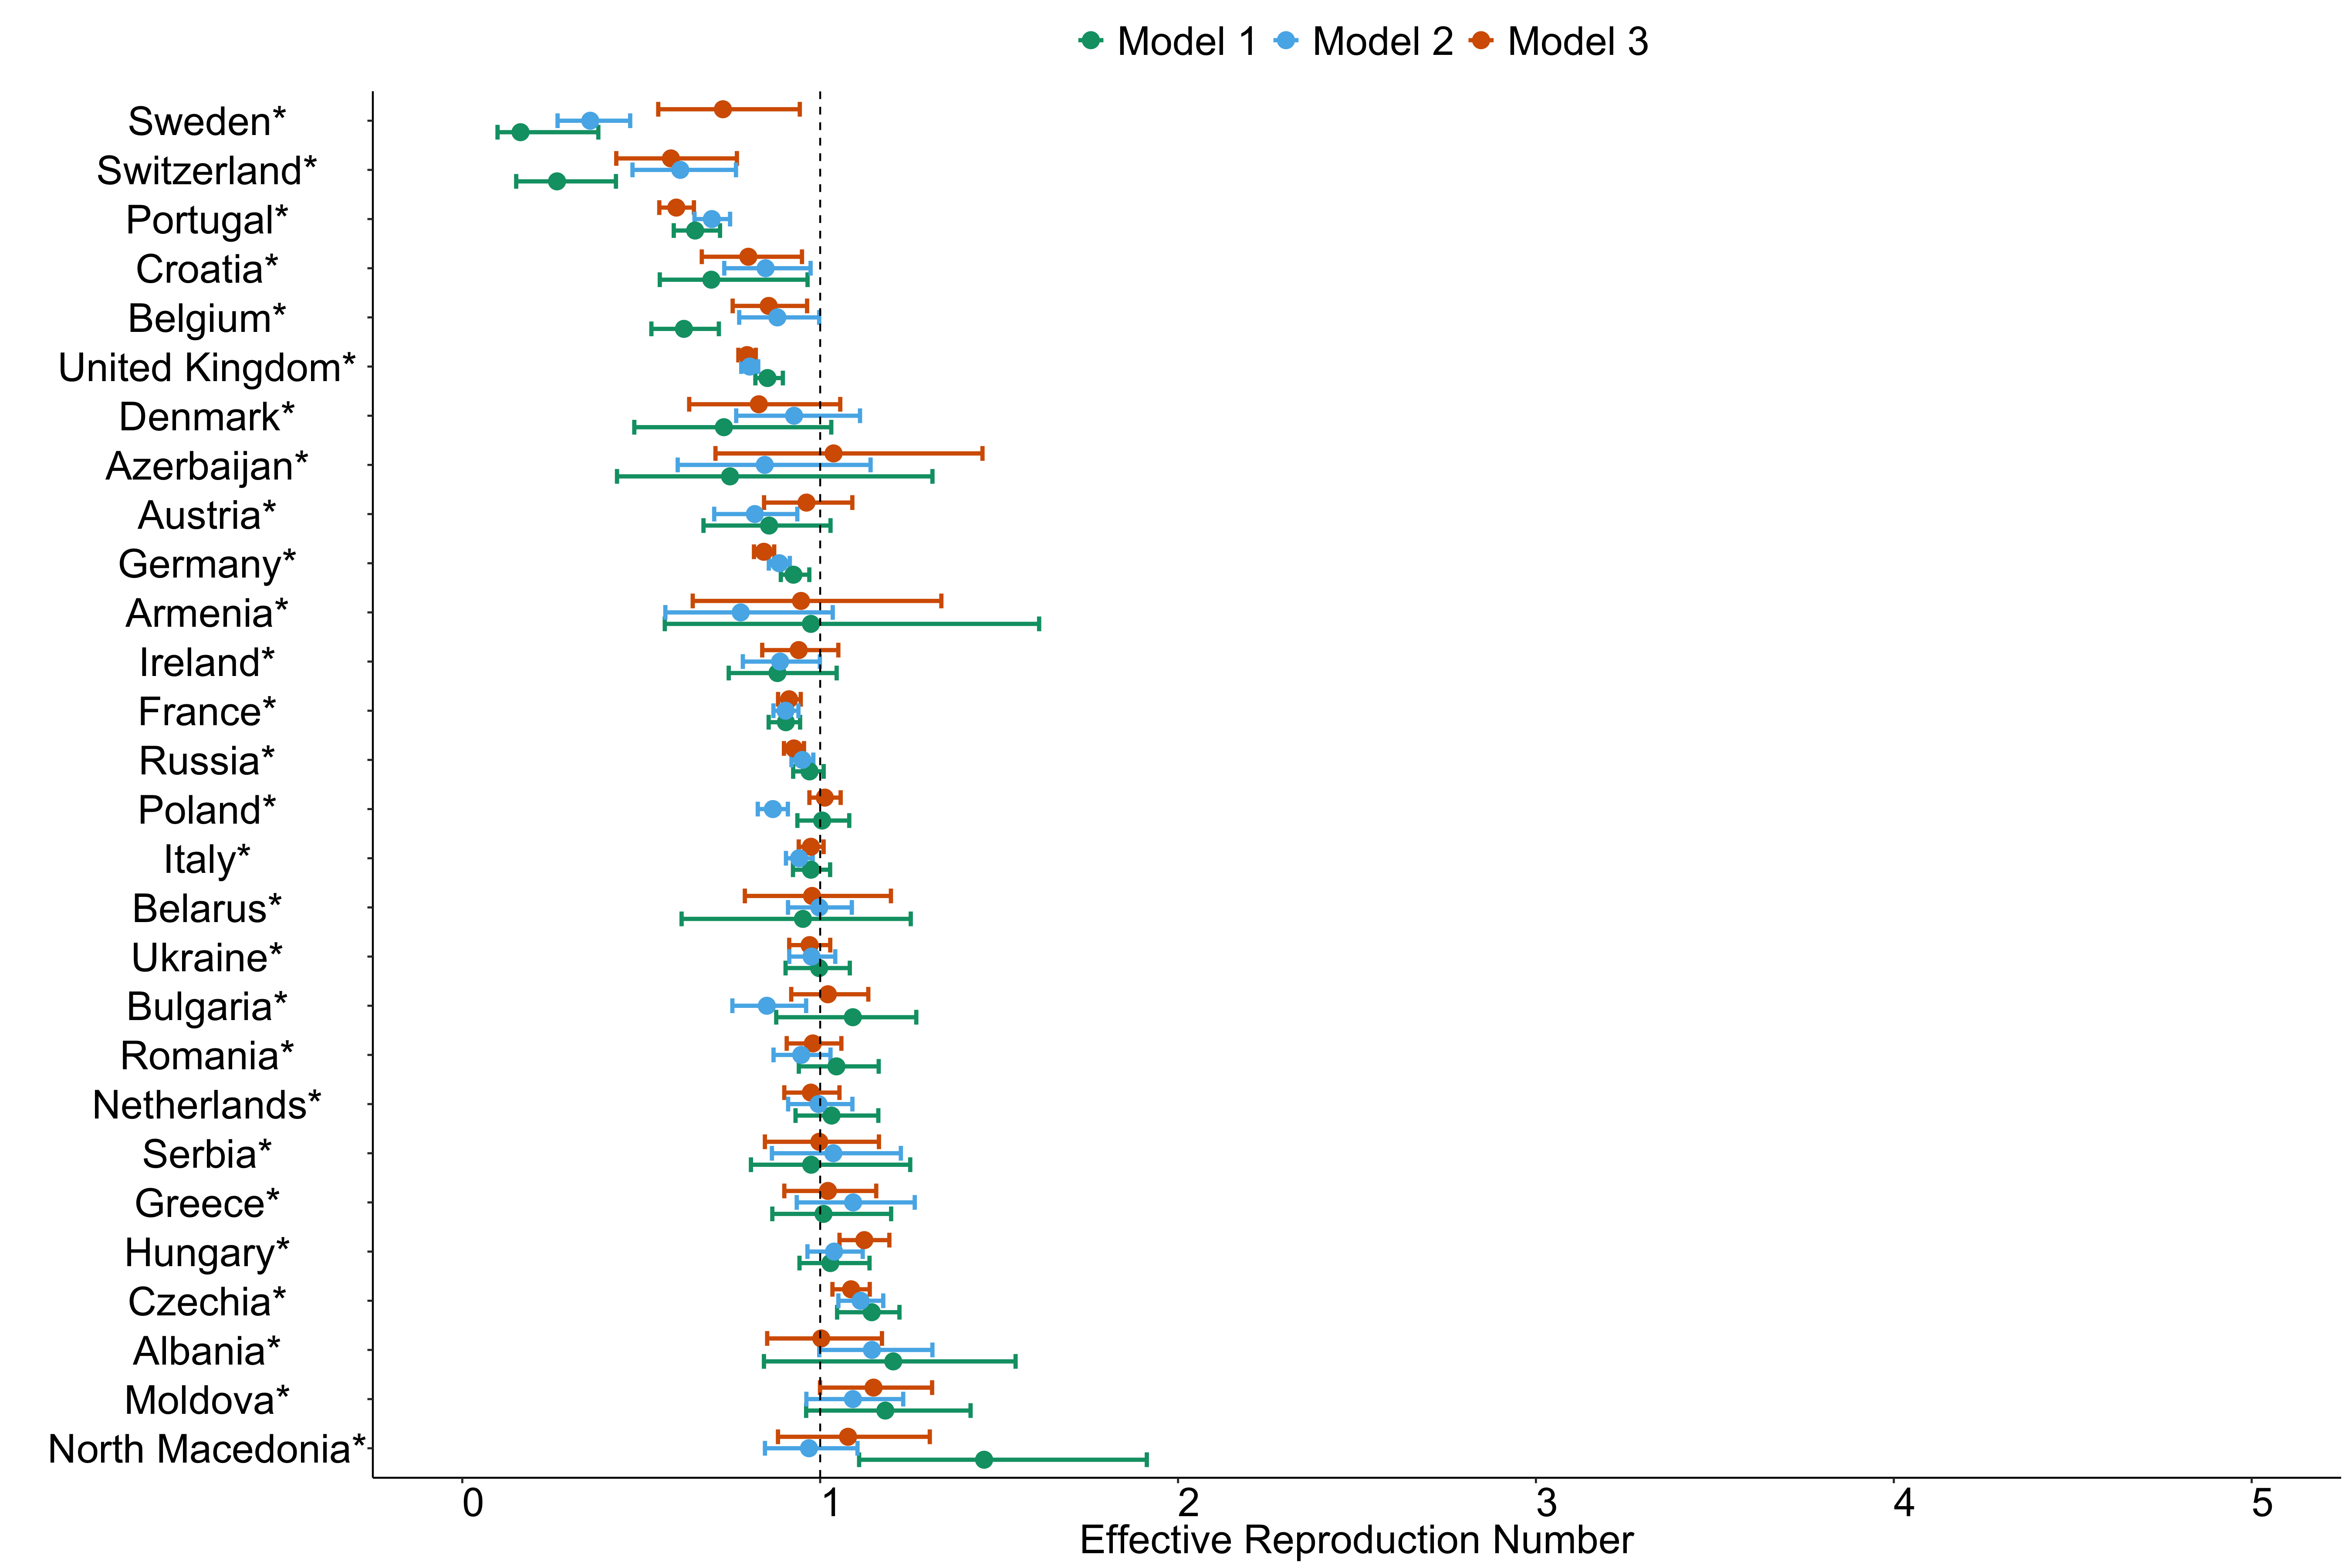 Model 1 Model 2 Model 3
Sweden*
Switzerland*
Portugal*
Croatia*
Belgium*
United Kingdom*
Denmark*
Azerbaijan*
Austria*
Germany*
Armenia*
Ireland*
France*
Russia*
Poland*
Italy*
Belarus*
Ukraine*
Bulgaria*
Romania*
Netherlands*
Serbia*
Greece*
Hungary*
Czechia*
Albania*
Moldova*
North Macedonia*
0 1 2 3 4 5
Effective Reproduction Number